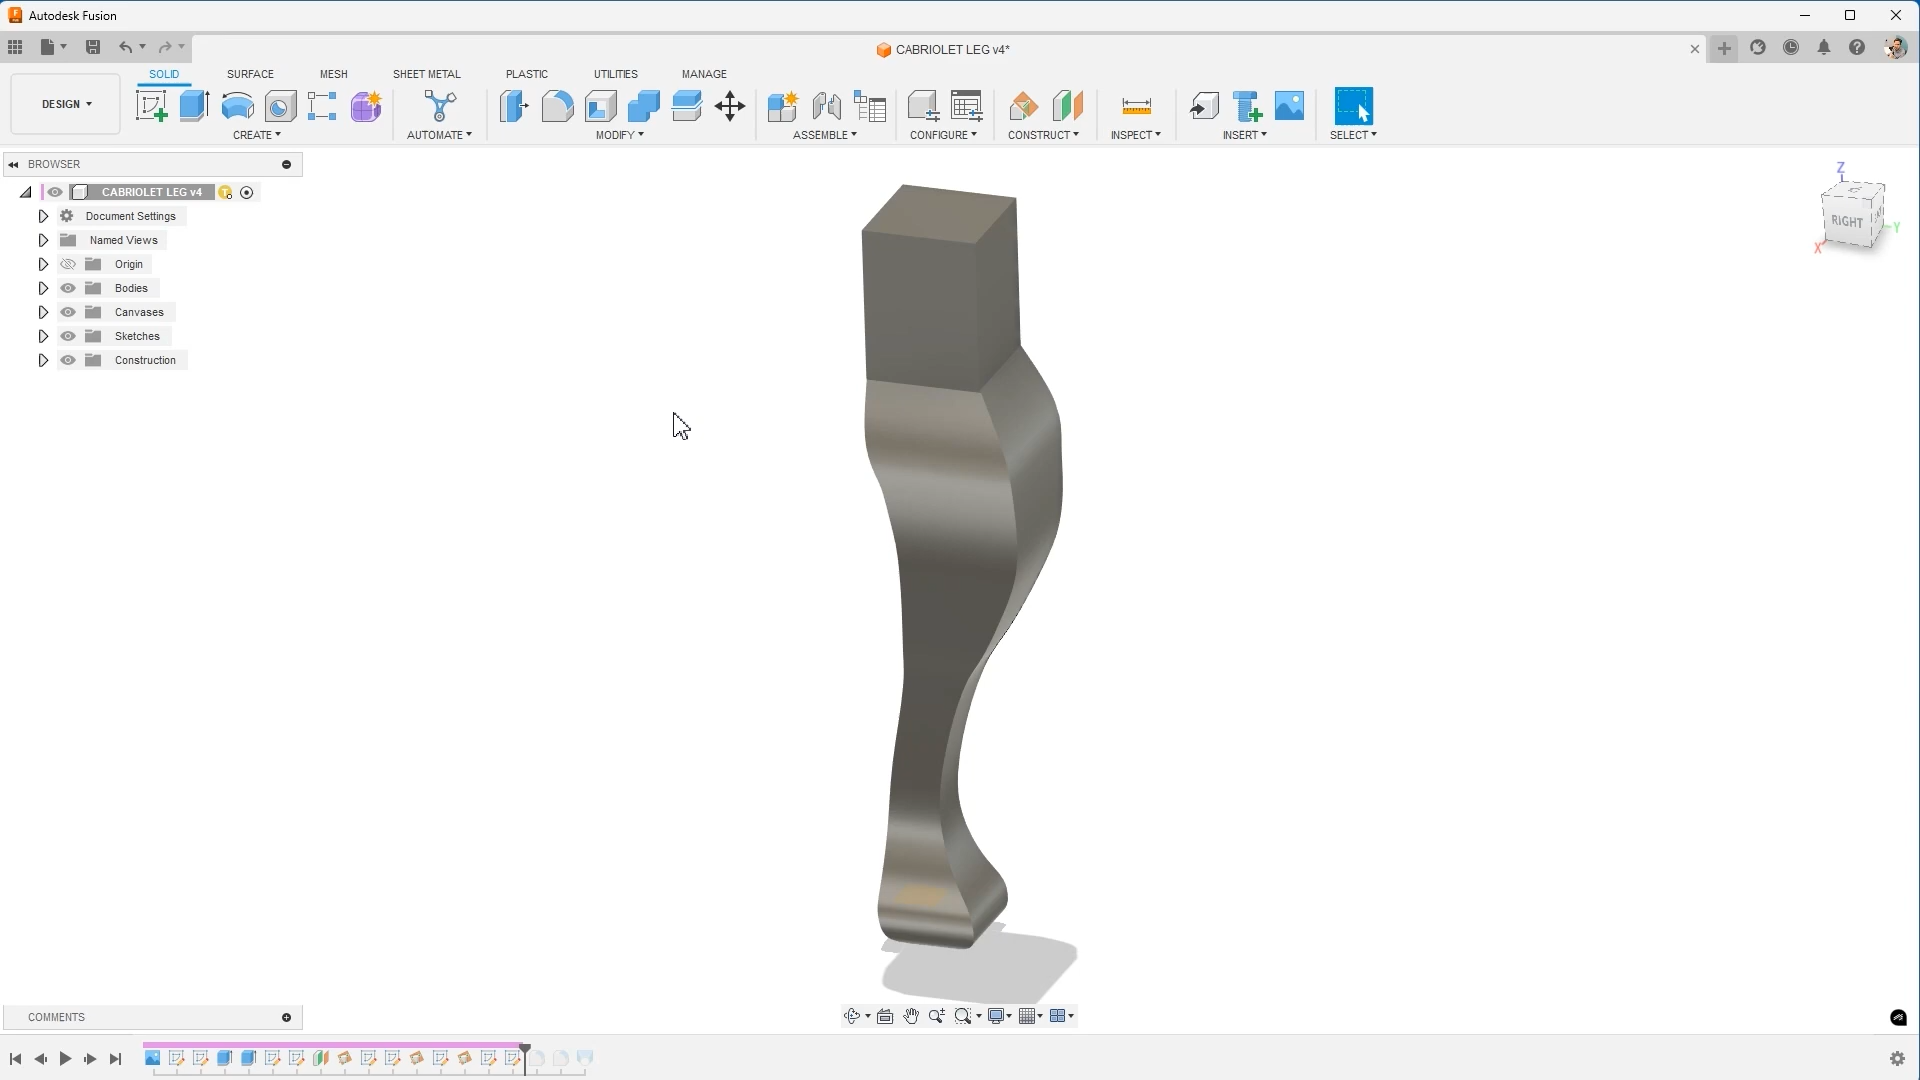 Autodesk Fusion
CABRIOLET LEG v4*
DESIGN
SOLID
SURFACE
MESH
SHEET METAL
PLASTIC
UTILITIES
MANAGE
CREATE
AUTOMATE
MODIFY
ASSEMBLE
CONFIGURE
CONSTRUCT
INSPECT
INSERT
SELECT
BROWSER
CABRIOLET LEG v4
Document Settings
Named Views
Origin
Bodies
Canvases
Sketches
Construction
Z
RIGHT
Y
X
COMMENTS